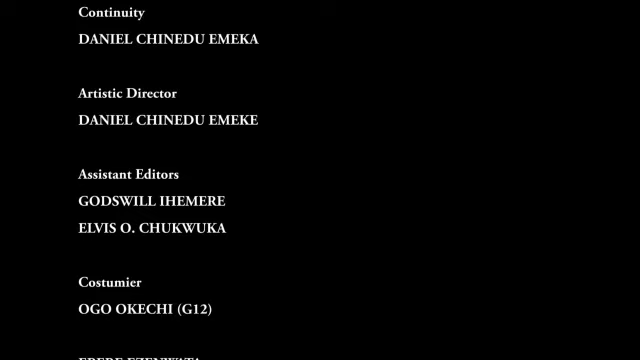 Continuity
DANIEL CHINEDU EMEKA
Artistic Director
DANIEL CHINEDU EMEKE
Assistant Editors
GODSWILL IHEMERE
ELVIS O. CHUKWUKA
Costumier
OGO OKECHI (G12)